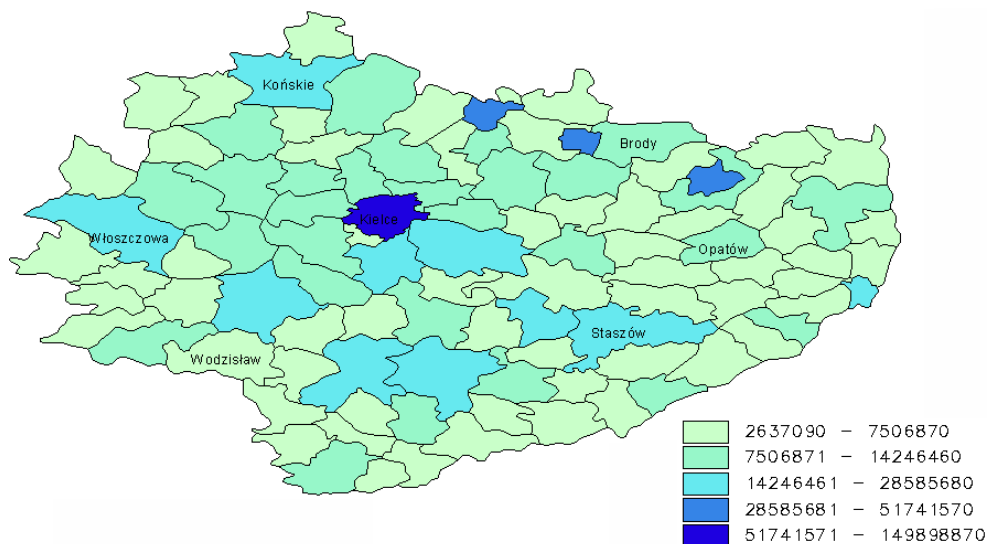 Końskie
Brody
Kielce
Włoszczowa
Opatów
Staszów
Wodzisław
2637090 – 7506870
7506871 – 14246460
14246461 – 28585680
28585681 – 51741570
51741571 – 149898870